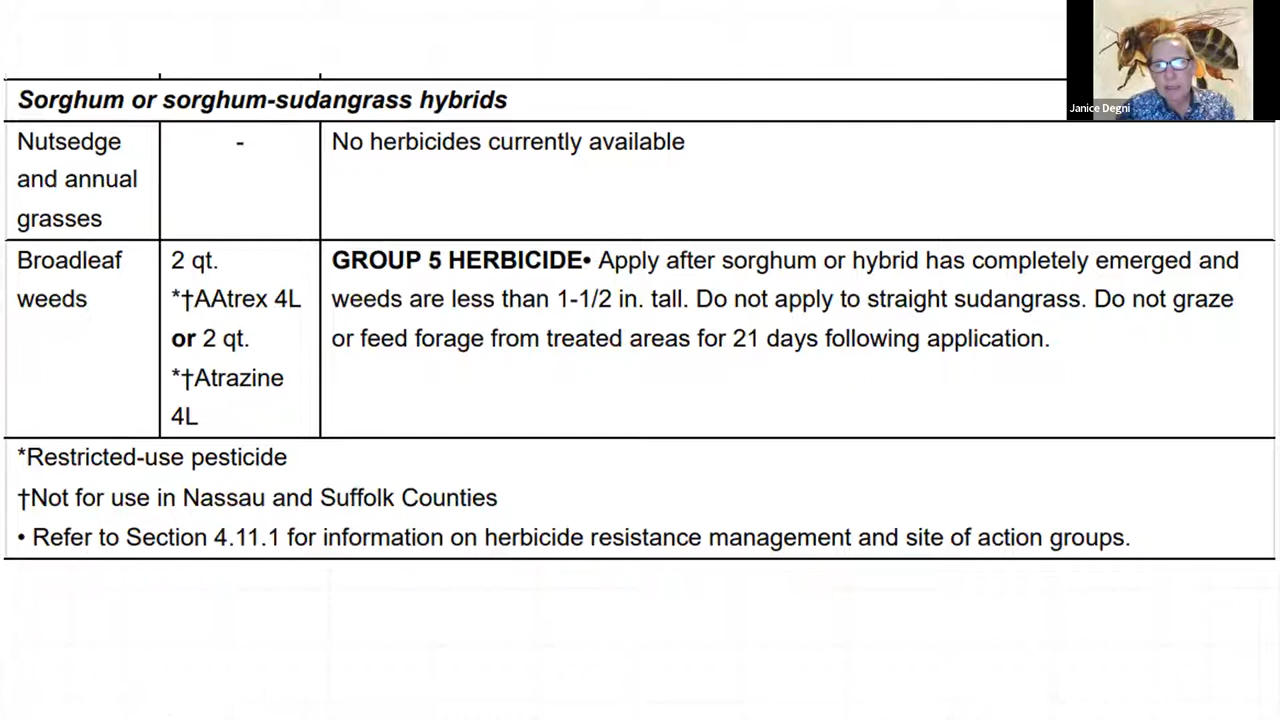 Janice Degni
Sorghum or sorghum-sudangrass hybrids
Nutsedge
and annual
grasses
-
No herbicides currently available
Broadleaf
weeds
2 qt.
*†AAtrex 4L
or 2 qt.
*†Atrazine
4L
GROUP 5 HERBICIDE• Apply after sorghum or hybrid has completely emerged and
weeds are less than 1-1/2 in. tall. Do not apply to straight sudangrass. Do not graze
or feed forage from treated areas for 21 days following application.
*Restricted-use pesticide
†Not for use in Nassau and Suffolk Counties
• Refer to Section 4.11.1 for information on herbicide resistance management and site of action groups.